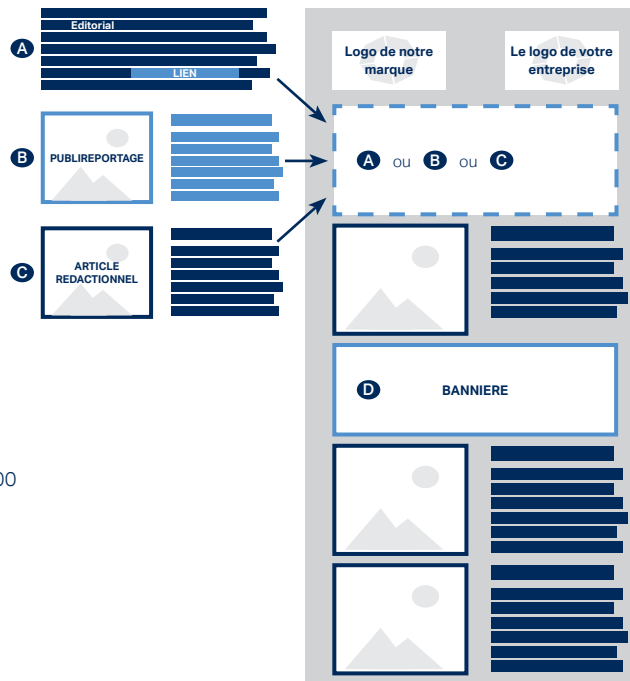 A
Editorial
LIEN
B
PUBLIREPORTAGE
C
ARTICLE
REDACTIONNEL
00
Logo de notre
marque
Le logo de votre
entreprise
A ou B ou C
D BANNIERE